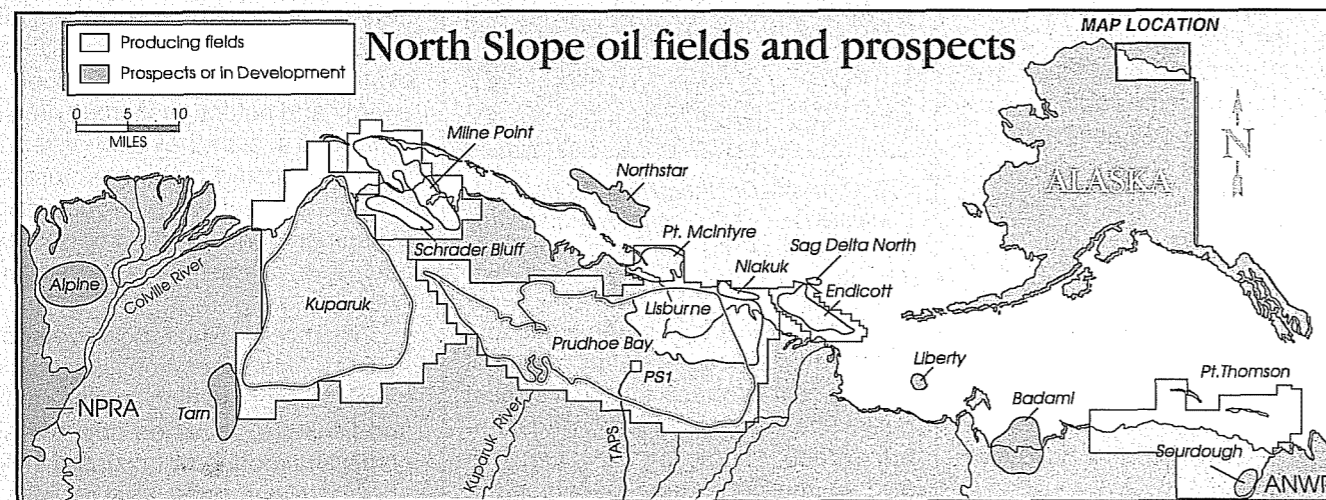 North Slope oil fields and prospects
Producing fields
Prospects or in Development
0 5 10
MILES
MAP LOCATION
N
ALASKA
Milne Point
Northstar
Pt. McIntyre
Sag Delta North
Schrader Bluff
Niakuk
Endicott
Alpine
Colville River
Kuparuk
Lisburne
Prudhoe Bay
PS1
Liberty
Pt. Thomson
Badami
NPRA
Tarn
Kuparuk River
TAPS
Sourdough
ANWR